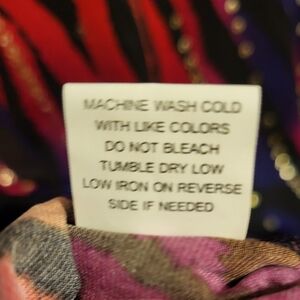 MACHINE WASH COLD
WITH LIKE COLORS
DO NOT BLEACH
TUMBLE DRY LOW
LOW IRON ON REVERSE
SIDE IF NEEDED